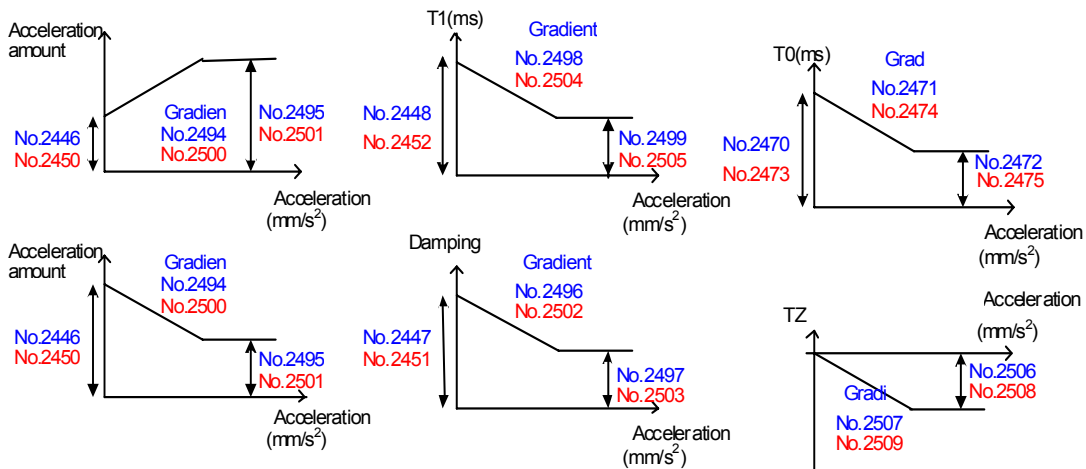 Acceleration
amount
No.2446
No.2450
Gradien
No.2494
No.2500
No.2495
No.2501
Acceleration
(mm/s²)
T1(ms)
Gradient
No.2498
No.2504
No.2448
No.2452
No.2499
No.2505
Acceleration
(mm/s²)
T0(ms)
Grad
No.2471
No.2474
No.2470
No.2473
No.2472
No.2475
Acceleration
(mm/s²)
Acceleration
amount
Gradien
No.2494
No.2500
No.2446
No.2450
No.2495
No.2501
Acceleration
(mm/s²)
Damping
Gradient
No.2496
No.2502
No.2447
No.2451
No.2497
No.2503
Acceleration
(mm/s²)
TZ
Acceleration
(mm/s²)
No.2506
No.2508
Gradi
No.2507
No.2509